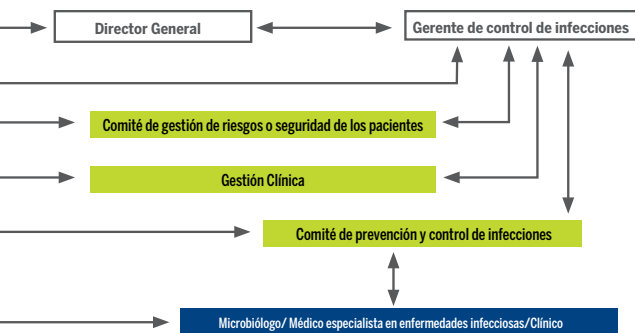 Director General
Gerente de control de infecciones
Comité de gestión de riesgos o seguridad de los pacientes
Gestión Clínica
Comité de prevención y control de infecciones
Microbiólogo/ Médico especialista en enfermedades infecciosas/Clínico